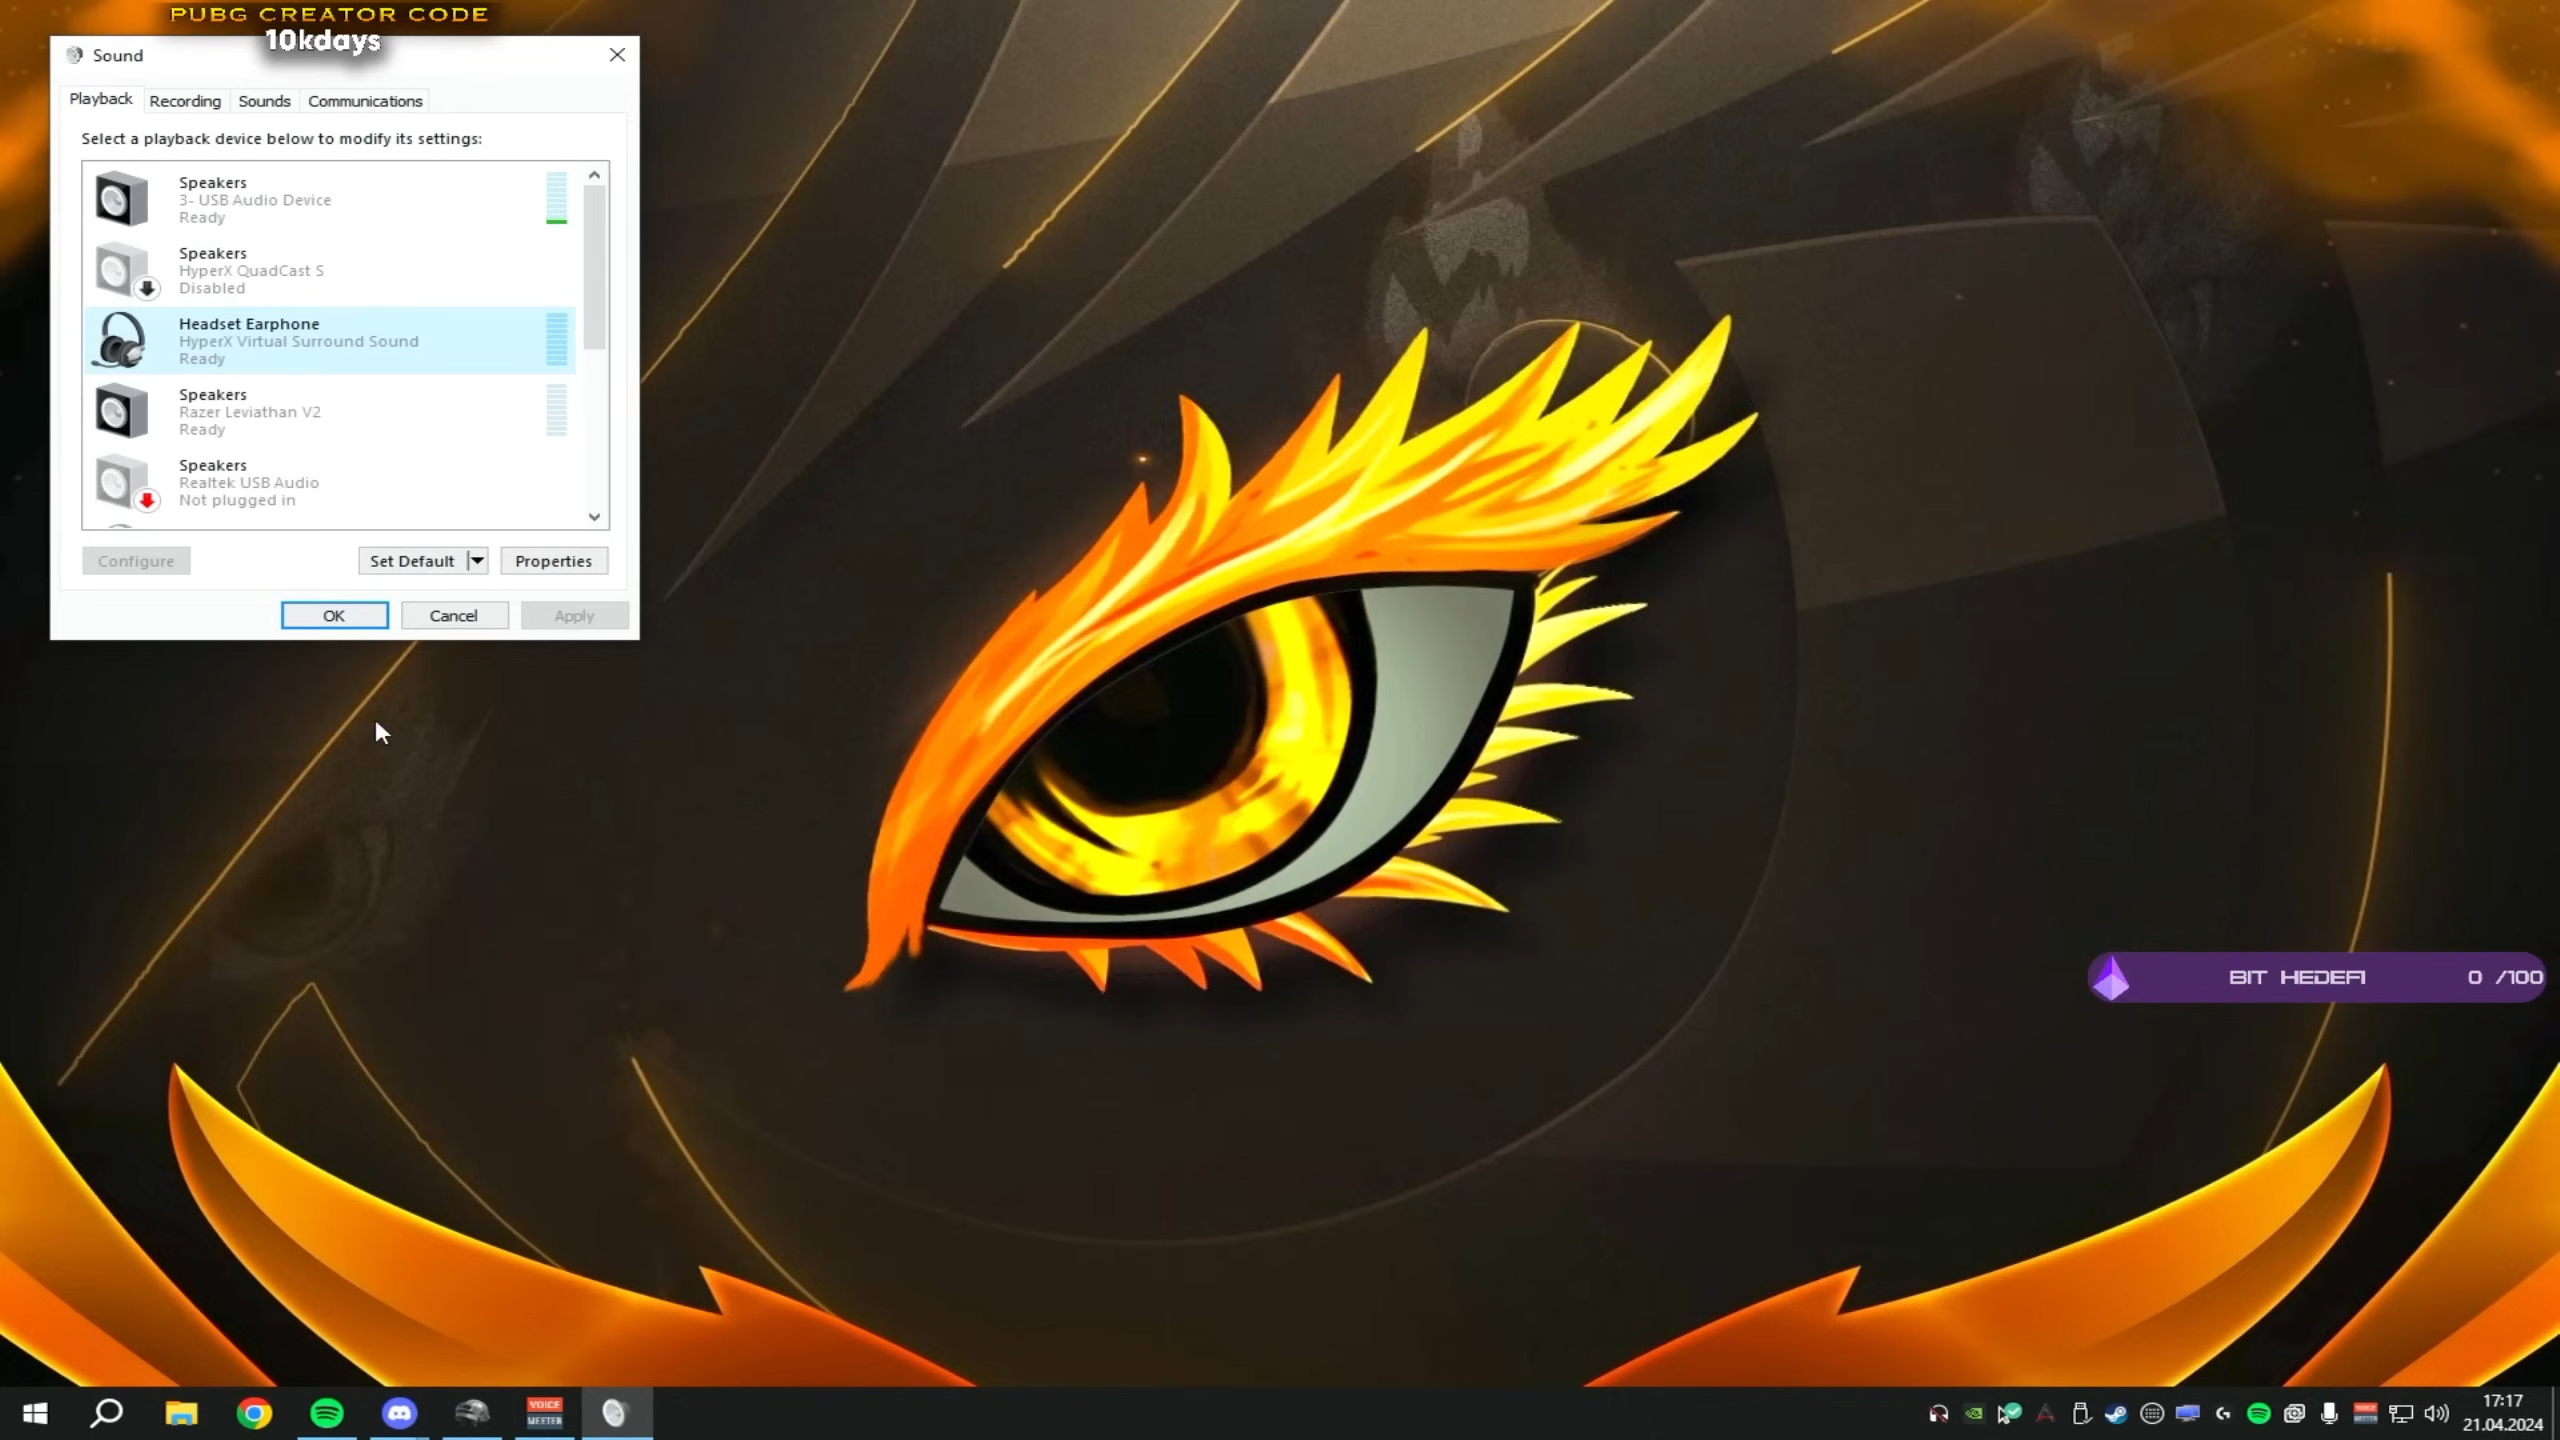 PUBG CREATOR CODE
10kdays
Sound
Playback
Recording
Sounds
Communications
Select a playback device below to modify its settings:
Speakers
3- USB Audio Device
Ready
Speakers
HyperX QuadCast S
Disabled
Headset Earphone
HyperX Virtual Surround Sound
Ready
Speakers
Razer Leviathan V2
Ready
Speakers
Realtek USB Audio
Not plugged in
Configure
Set Default
Properties
OK
Cancel
Apply
BIT HEDEFI 0 /100
VOICE
MEETER
17:17
21.04.2024